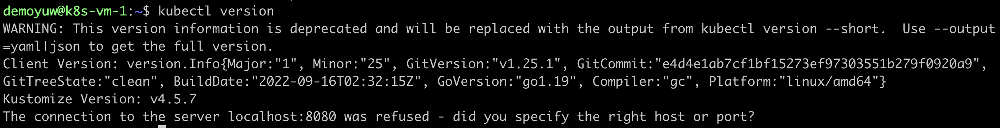 demoyuw@k8s-vm-1:~$ kubectl version
WARNING: This version information is deprecated and will be replaced with the output from kubectl version --short.  Use --output
=yaml|json to get the full version.
Client Version: version.Info{Major:"1", Minor:"25", GitVersion:"v1.25.1", GitCommit:"e4d4e1ab7cf1bf15273ef97303551b279f0920a9",
GitTreeState:"clean", BuildDate:"2022-09-16T02:32:15Z", GoVersion:"go1.19", Compiler:"gc", Platform:"linux/amd64"}
Kustomize Version: v4.5.7
The connection to the server localhost:8080 was refused - did you specify the right host or port?